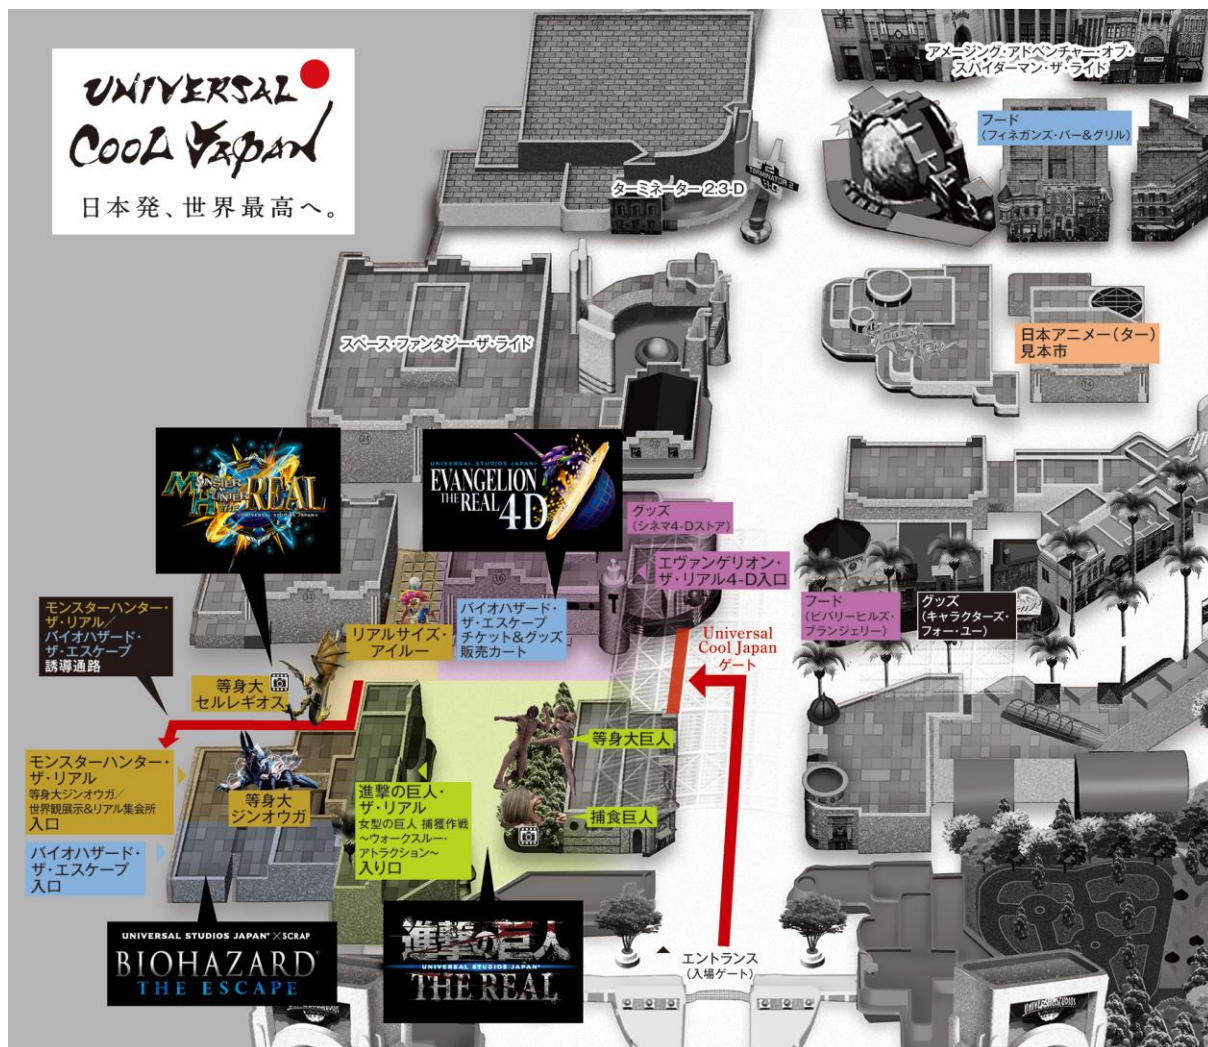 UNIVERSAL
COOL JAPAN
日本発、世界最高へ。
アメージング・アドベンチャー・オブ・
スパイダーマン・ザ・ライド
フード
(フィネガンズ・バー&グリル)
ターミネーター 2:3-D
TERMINATOR 2
3-D
スペース・ファンタジー・ザ・ライド
日本アニメー(ター)
見本市
14
MONSTER
HUNTER
THE REAL
UNIVERSAL STUDIOS JAPAN
UNIVERSAL STUDIOS JAPAN
EVANGELION
THE REAL
4D
グッズ
(シネマ4-Dストア)
エヴァンゲリオン・
ザ・リアル4-D入口
16
モンスターハンター・
ザ・リアル/
バイオハザード・
ザ・エスケープ
誘導通路
リアルサイズ・
アイルー
バイオハザード・
ザ・エスケープ
チケット&グッズ
販売カート
フード
(ビバリーヒルズ・
ブランジェリー)
グッズ
(キャラクターズ・
フォー・ユー)
Universal
Cool Japan
ゲート
等身大
セルレギオス
等身大巨人
モンスターハンター・
ザ・リアル
等身大ジンオウガ/
世界観展示&リアル集会所
入口
等身大
ジンオウガ
進撃の巨人・
ザ・リアル
女型の巨人 捕獲作戦
~ウォークスルー・
アトラクション~
入り口
捕食巨人
バイオハザード・
ザ・エスケープ
入口
UNIVERSAL STUDIOS JAPAN × SCRAP
BIOHAZARD
THE ESCAPE
進撃の巨人
UNIVERSAL STUDIOS JAPAN
THE REAL
エントランス
(入場ゲート)